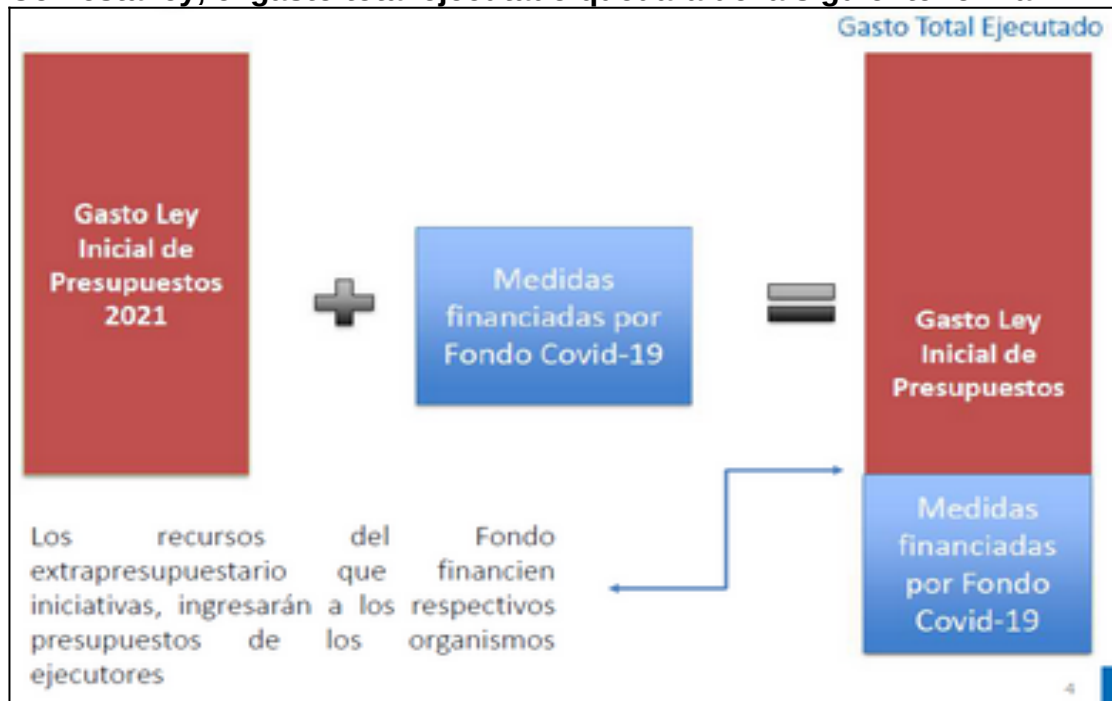 Gasto Total Ejecutado
Gasto Ley
Inicial de
Presupuestos
2021
Medidas
financiadas por
Fondo Covid-19
Gasto Ley
Inicial de
Presupuestos
Medidas
financiadas
por Fondo
Covid-19
Los recursos del Fondo
extrapresupuestario que financien
iniciativas, ingresarán a los respectivos
presupuestos de los organismos
ejecutores
4